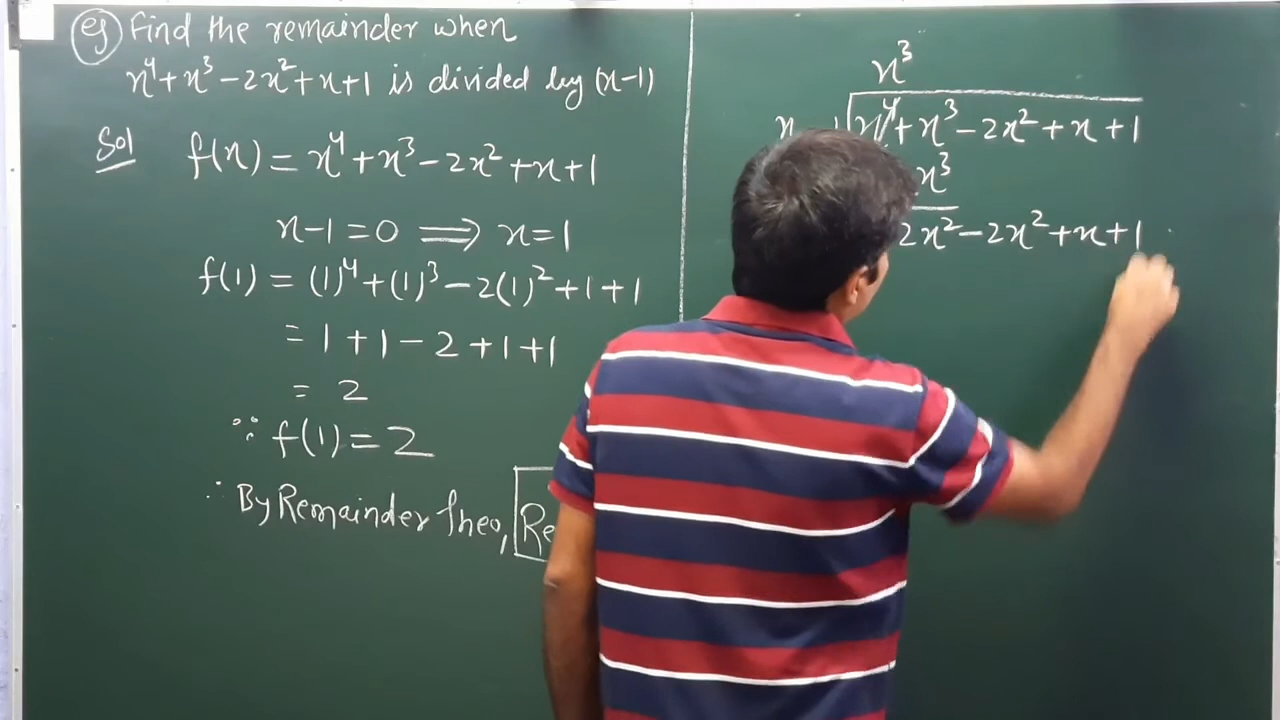 eg Find the remainder when
x⁴+x³-2x²+x+1 is divided by (x-1)
Sol f(x) = x⁴+x³-2x²+x+1
x-1=0 ⟹ x=1
f(1) = (1)⁴+(1)³-2(1)²+1+1
= 1+1-2+1+1
= 2
∵ f(1)=2
∴ By Remainder Theo,
x³
x⁴+x³-2x²+x+1
x³
2x²-2x²+x+1